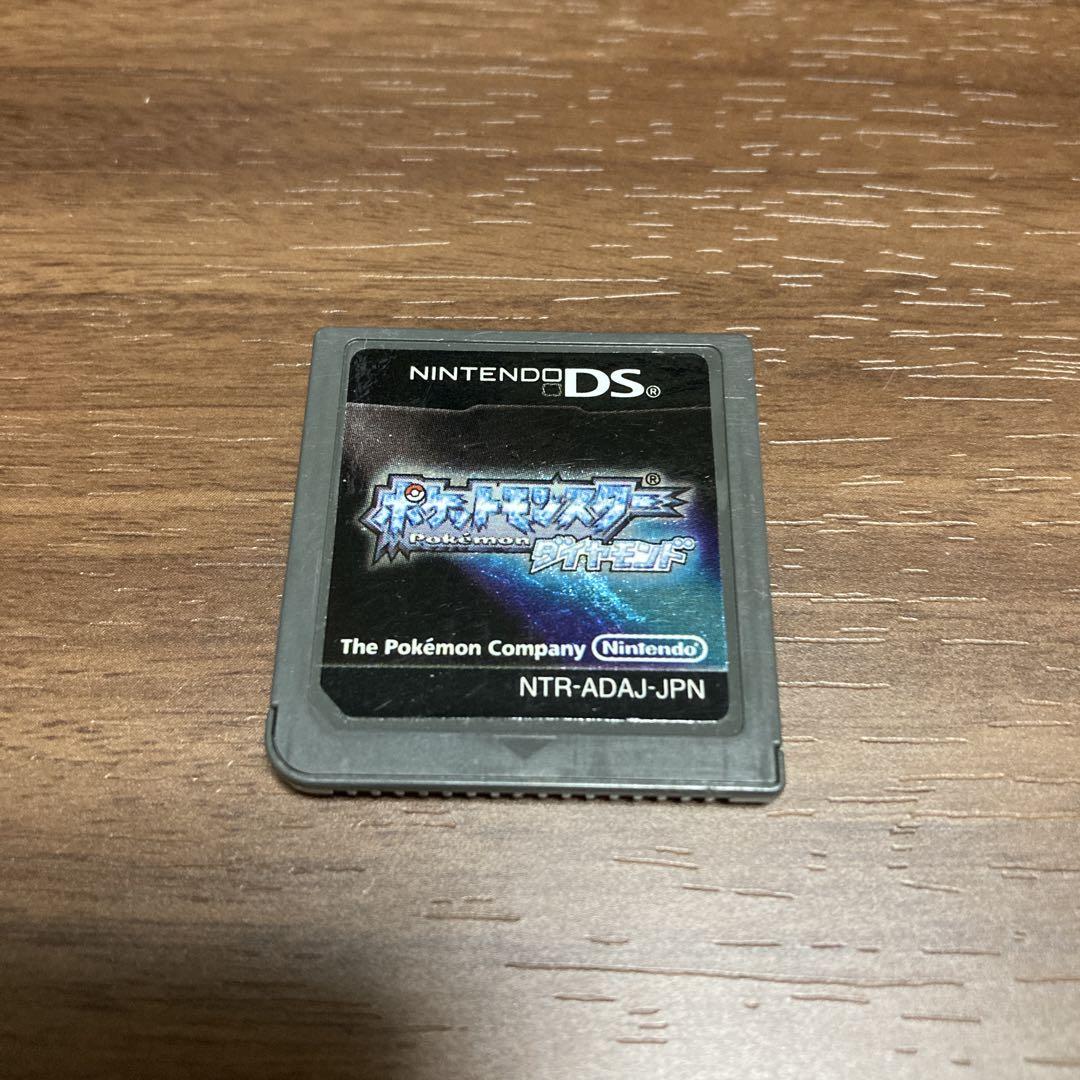 NINTENDO DS®
ポケットモンスター®
Pokémon
ダイヤモンド
The Pokémon Company Nintendo®
NTR-ADAJ-JPN